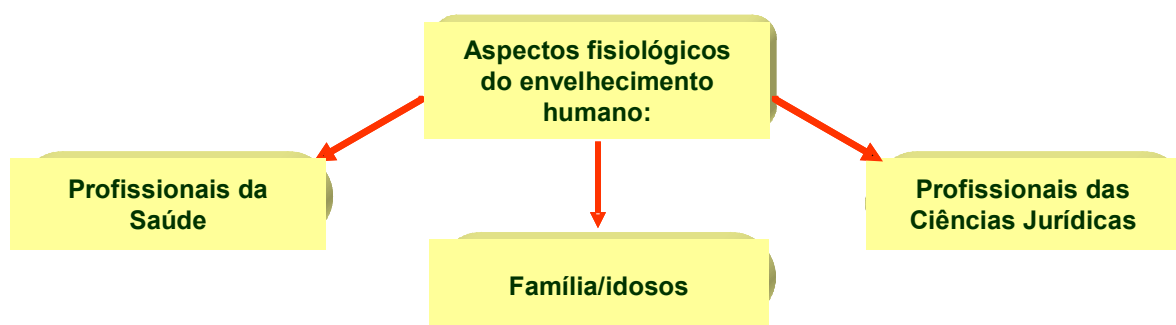 Aspectos fisiológicos
do envelhecimento
humano:
Profissionais da
Saúde
Família/idosos
Profissionais das
Ciências Jurídicas